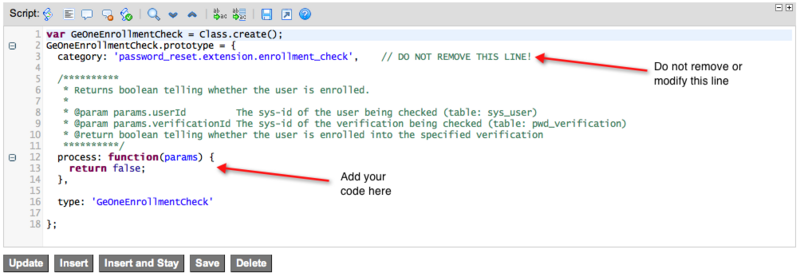 Script:
1 var GeOneEnrollmentCheck = Class.create();
2 GeOneEnrollmentCheck.prototype = {
3 category: 'password_reset.extension.enrollment_check', // DO NOT REMOVE THIS LINE!
Do not remove or
modify this line
4
5 /**********
6 * Returns boolean telling whether the user is enrolled.
7 *
8 * @param params.userId The sys-id of the user being checked (table: sys_user)
9 * @param params.verificationId The sys-id of the verification being checked (table: pwd_verification)
10 * @return boolean telling whether the user is enrolled into the specified verification
11 **********/
12 process: function(params) {
13 return false;
Add your
code here
14 },
15
16 type: 'GeOneEnrollmentCheck'
17
18 };
Update Insert Insert and Stay Save Delete